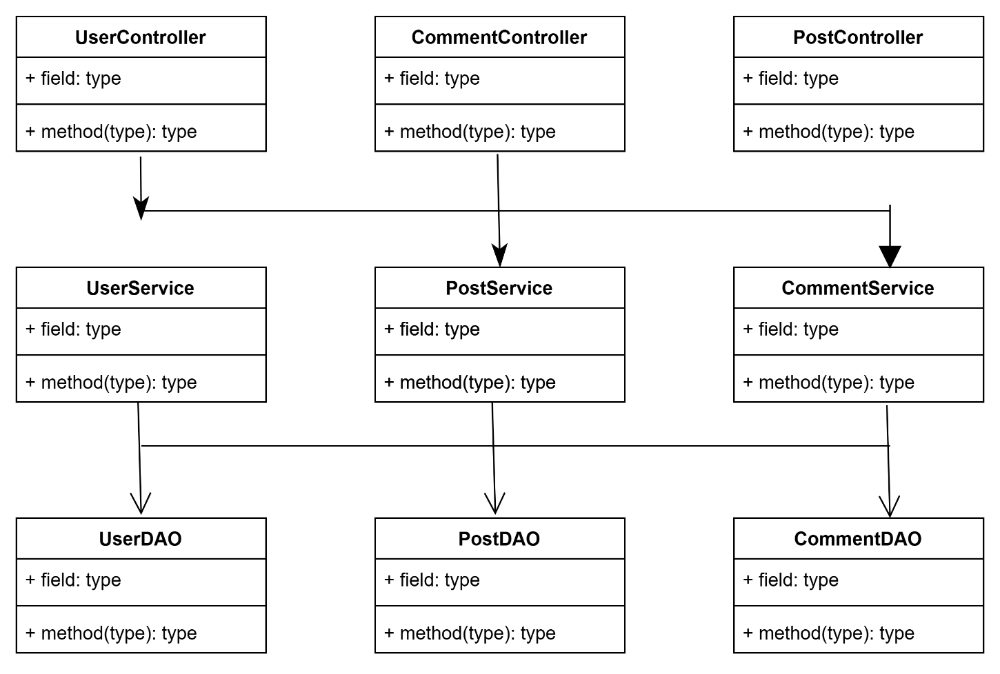 UserController
+ field: type
+ method(type): type
CommentController
+ field: type
+ method(type): type
PostController
+ field: type
+ method(type): type
UserService
+ field: type
+ method(type): type
PostService
+ field: type
+ method(type): type
CommentService
+ field: type
+ method(type): type
UserDAO
+ field: type
+ method(type): type
PostDAO
+ field: type
+ method(type): type
CommentDAO
+ field: type
+ method(type): type